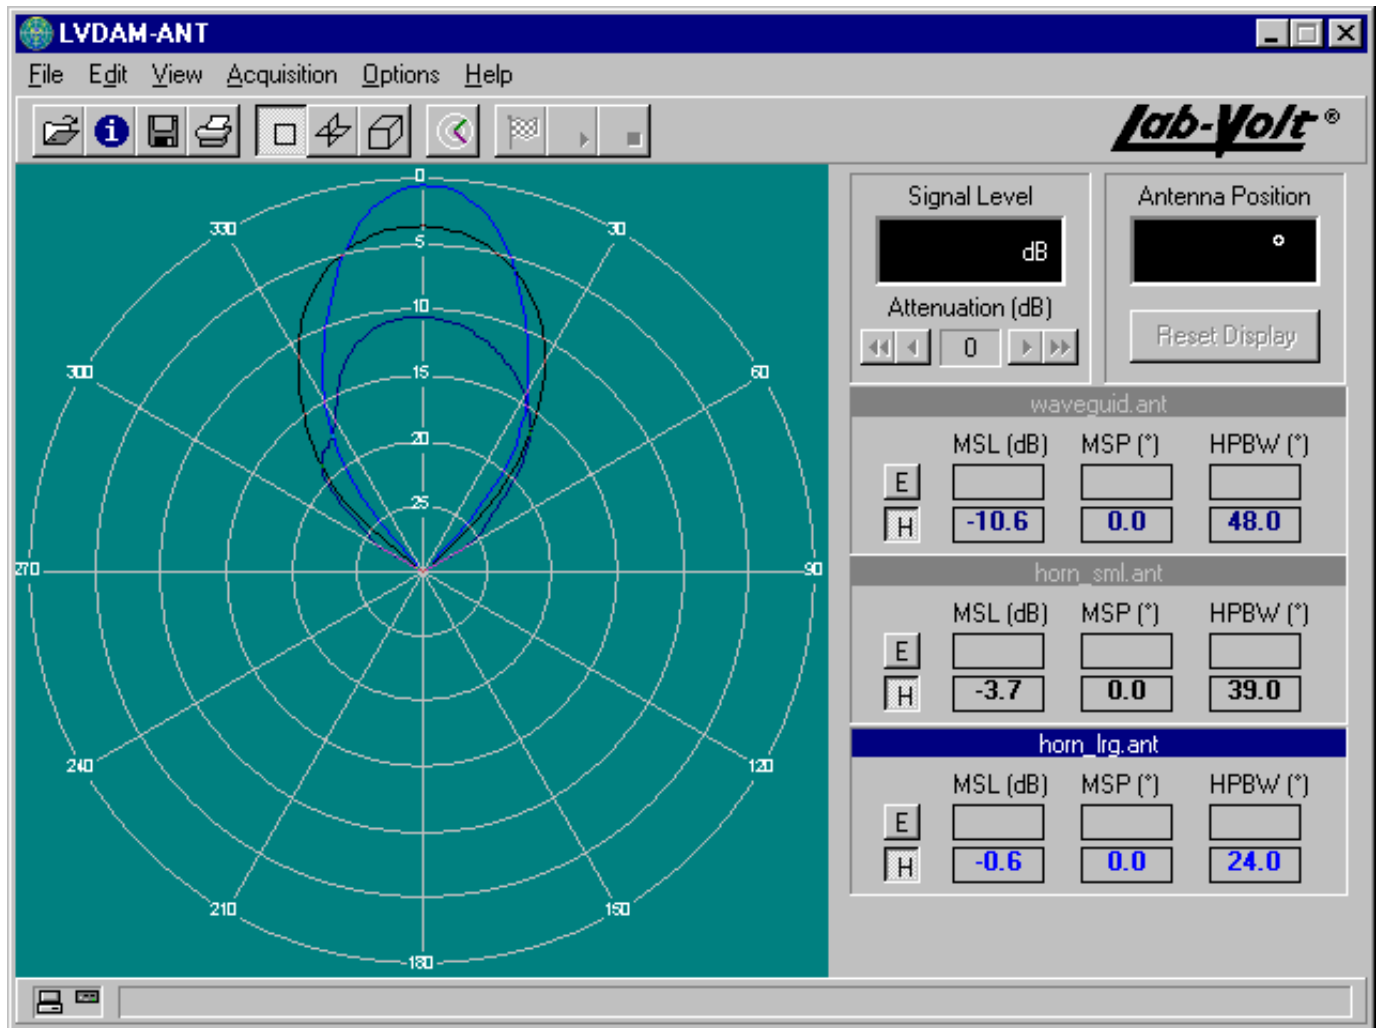 LVDAM-ANT
File Edit View Acquisition Options Help
Lab-Volt®
0
330
30
5
10
300
15
60
20
25
270
90
240
120
210
150
180
Signal Level
dB
Attenuation (dB)
0
Antenna Position
°
Reset Display
waveguid.ant
MSL (dB) MSP (°) HPBW (°)
E
H -10.6 0.0 48.0
horn_sml.ant
MSL (dB) MSP (°) HPBW (°)
E
H -3.7 0.0 39.0
horn_lrg.ant
MSL (dB) MSP (°) HPBW (°)
E
H -0.6 0.0 24.0